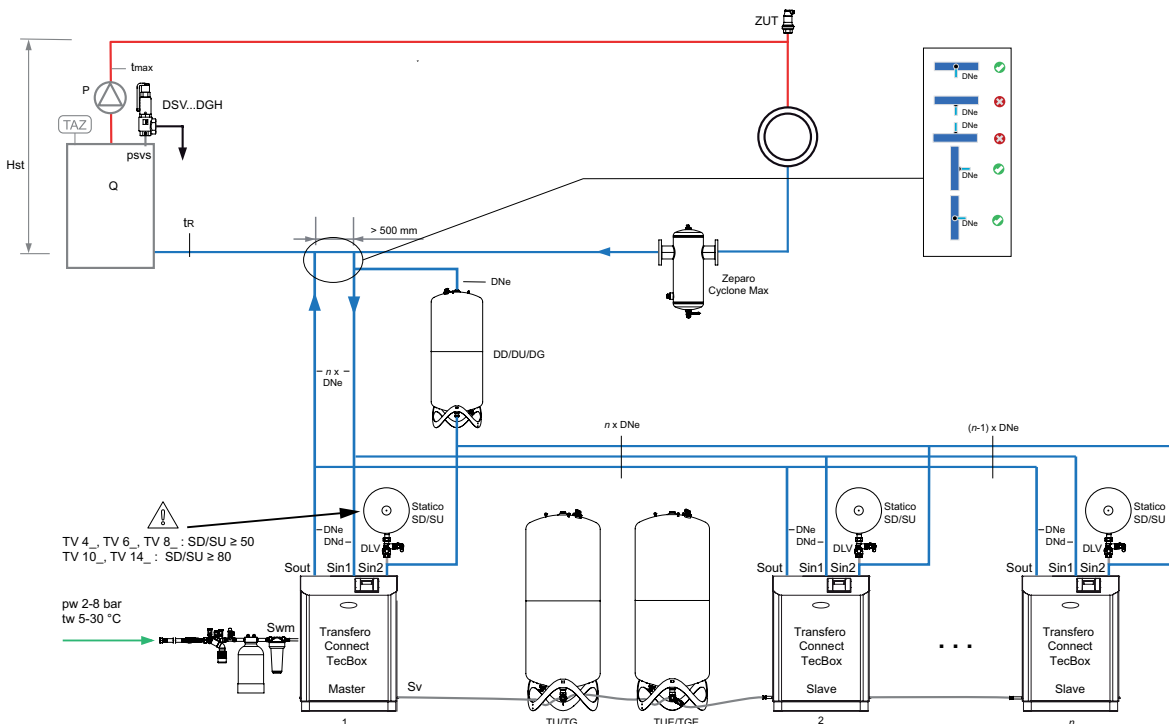 ZUT
tmax
P
DSV...DGH
TAZ
psvs
Hst
Q
tR
> 500 mm
DNe
DNe
DNe
DNe
DNe
Zeparo
Cyclone Max
DNe
DD/DU/DG
n x
DNe
n x DNe
(n-1) x DNe
TV 4_, TV 6_, TV 8_ : SD/SU ≥ 50
TV 10_, TV 14_ : SD/SU ≥ 80
Statico
SD/SU
DLV
DNe
DNd
Sout
Sin1
Sin2
Statico
SD/SU
DLV
DNe
DNd
Sout
Sin1
Sin2
Statico
SD/SU
DLV
DNe
DNd
Sout
Sin1
Sin2
pw 2-8 bar
tw 5-30 °C
Swm
Transfero
Connect
TecBox
Master
1
Sv
TU/TG
TUE/TGE
Transfero
Connect
TecBox
Slave
2
. . .
Transfero
Connect
TecBox
Slave
n